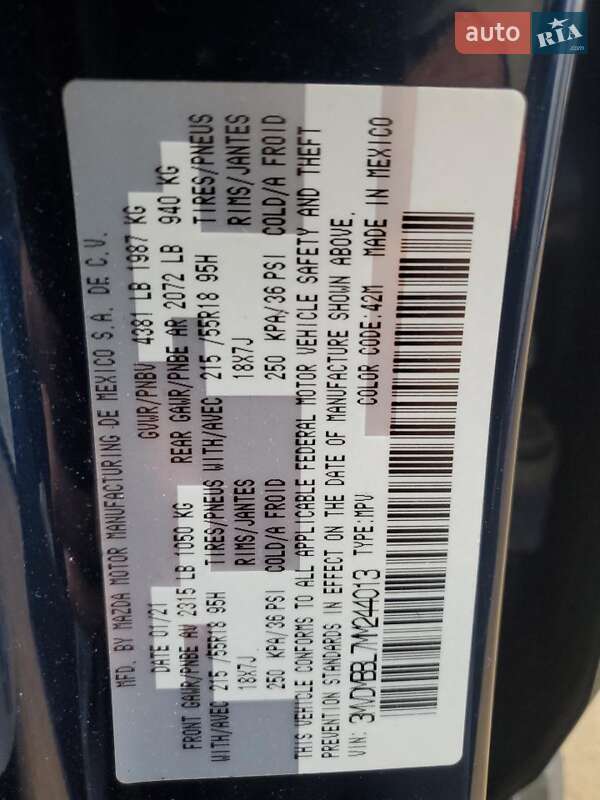 auto RIA.com
MFD. BY MAZDA MOTOR MANUFACTURING DE MEXICO S.A. DE C.V.
DATE 01/21 GVWR/PNBV 4381 LB 1987 KG
FRONT GAWR/PNBE AV 2315 LB 1050 KG REAR GAWR/PNBE AR 2072 LB 940 KG
WITH/AVEC 215 /55R18 95H TIRES/PNEUS WITH/AVEC 215 /55R18 95H TIRES/PNEUS
18X7J RIMS/JANTES 18X7J RIMS/JANTES
250 KPA/36 PSI COLD/A FROID 250 KPA/36 PSI COLD/A FROID
THIS VEHICLE CONFORMS TO ALL APPLICABLE FEDERAL MOTOR VEHICLE SAFETY AND THEFT
PREVENTION STANDARDS IN EFFECT ON THE DATE OF MANUFACTURE SHOWN ABOVE.
VIN: 3MVDMBBL7MM244013 TYPE:MPV COLOR CODE:42M MADE IN MEXICO